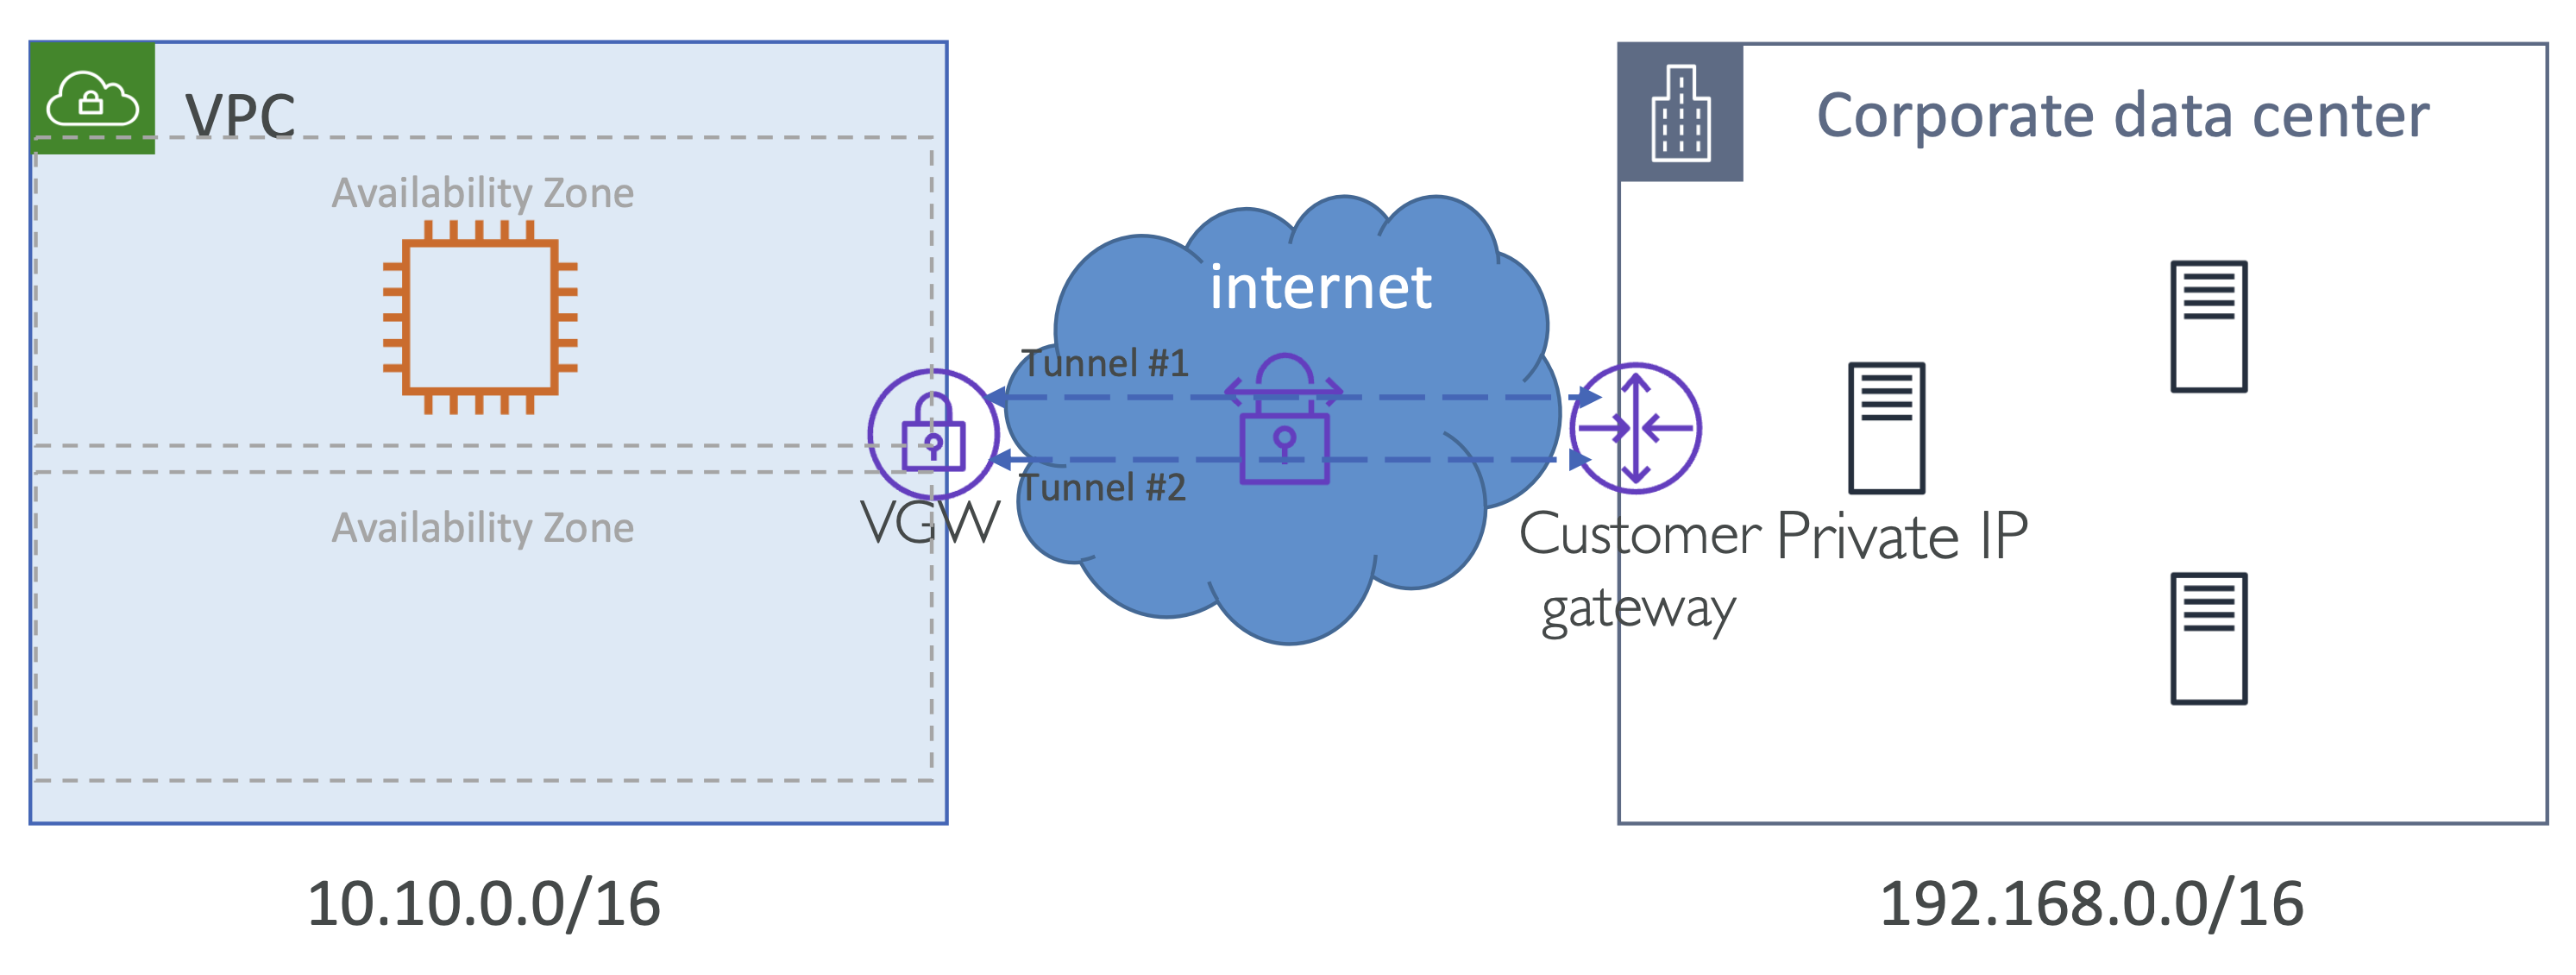 VPC
Availability Zone
Availability Zone
10.10.0.0/16
VGW
internet
Tunnel #1
Tunnel #2
Corporate data center
Customer
gateway
Private IP
192.168.0.0/16